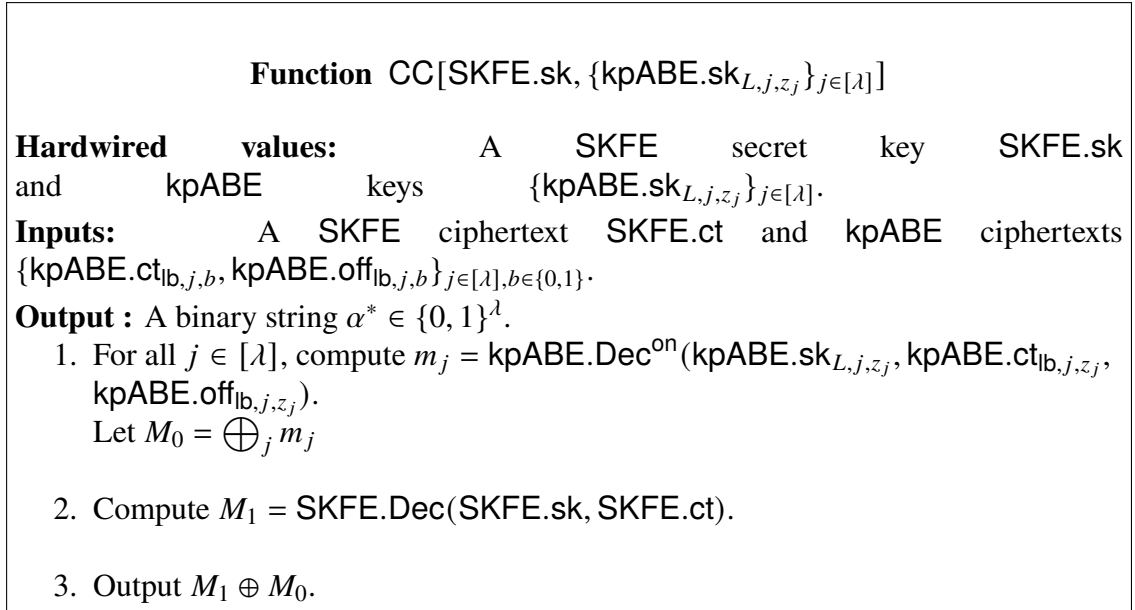 Function CC[SKFE.sk, {kpABE.sk_{L,j,z_j}}_{j∈[λ]}]
Hardwired values: A SKFE secret key SKFE.sk
and kpABE keys {kpABE.sk_{L,j,z_j}}_{j∈[λ]}.
Inputs: A SKFE ciphertext SKFE.ct and kpABE ciphertexts
{kpABE.ct_{lb,j,b}, kpABE.off_{lb,j,b}}_{j∈[λ],b∈{0,1}}.
Output : A binary string α* ∈ {0, 1}^λ.
1. For all j ∈ [λ], compute m_j = kpABE.Dec^{on}(kpABE.sk_{L,j,z_j}, kpABE.ct_{lb,j,z_j},
kpABE.off_{lb,j,z_j}).
Let M_0 = ⊕_j m_j
2. Compute M_1 = SKFE.Dec(SKFE.sk, SKFE.ct).
3. Output M_1 ⊕ M_0.